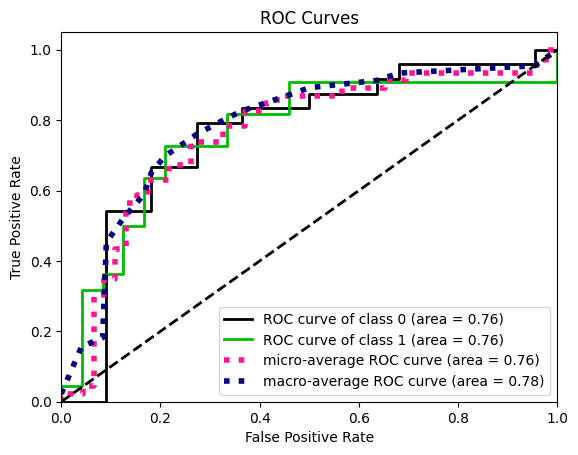 ROC Curves
True Positive Rate
1.0
0.8
0.6
0.4
0.2
0.0
ROC curve of class 0 (area = 0.76)
ROC curve of class 1 (area = 0.76)
micro-average ROC curve (area = 0.76)
macro-average ROC curve (area = 0.78)
0.0 0.2 0.4 0.6 0.8 1.0
False Positive Rate